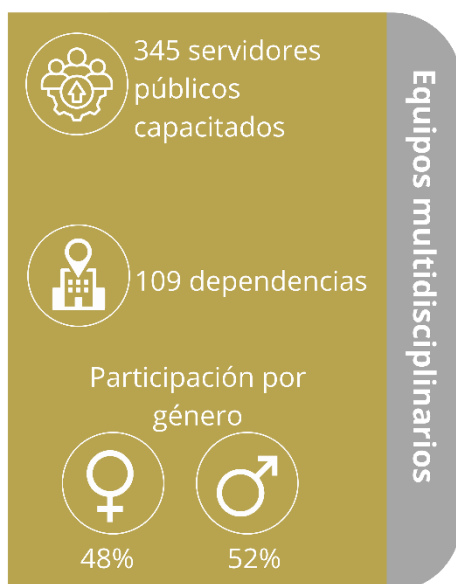 345 servidores
públicos
capacitados
109 dependencias
Participación por
género
48%
52%
Equipos multidisciplinarios